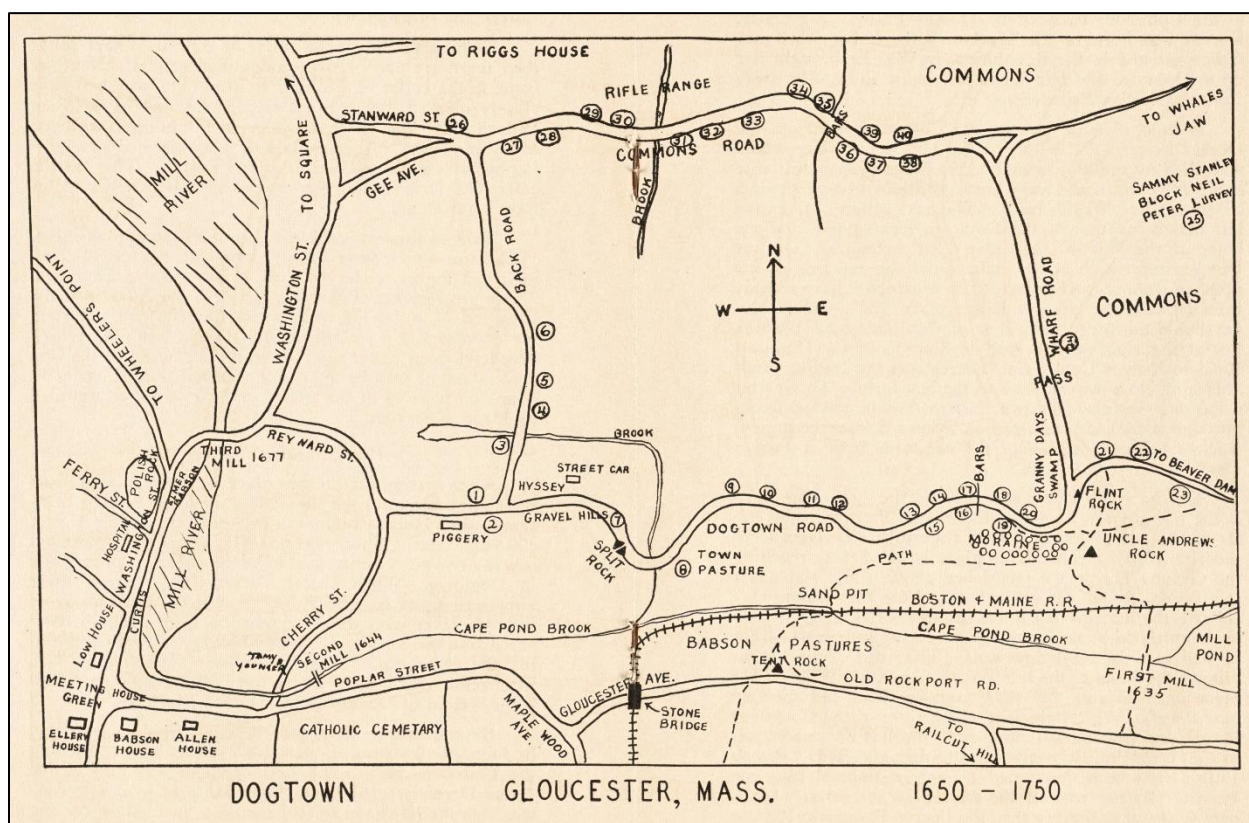 TO RIGGS HOUSE
RIFLE RANGE
COMMONS
TO WHALES
JAW
STANWARD ST.
26
27
28
29
30
31
32
33
34
35
BARS
36
37
38
39
40
COMMONS ROAD
BROOK
TO SQUARE
MILL
RIVER
GEE AVE.
WASHINGTON ST.
BACK ROAD
SAMMY STANLEY
BLOCK NEIL
PETER LURVEY
25
N
W E
S
COMMONS
WHARF ROAD
PASS
TO WHEELERS POINT
6
5
4
3
BROOK
REYNARD ST.
THIRD
MILL 1677
POLISH
ROCK
FERRY ST.
ELMER
BABSON
HOSPITAL
WASHINGTON ST.
MILL RIVER
CURTIS
STREET CAR
HYSSEY
1
2
PIGGERY
GRAVEL HILLS
7
SPLIT
ROCK
8
TOWN
PASTURE
9
10
11
12
DOGTOWN ROAD
13
14
15
16
17
BARS
18
19
20
GRANNY DAYS
SWAMP
21
22
TO BEAVER DAM
23
FLINT
ROCK
MORAINE
UNCLE ANDREWS
ROCK
PATH
SAND PIT
BOSTON & MAINE R.R.
CHERRY ST.
LOW HOUSE
TAMY
YOUNGER
SECOND
MILL 1644
CAPE POND BROOK
BABSON PASTURES
CAPE POND BROOK
MILL
POND
TENT ROCK
FIRST MILL
1635
MEETING HOUSE
GREEN
POPLAR STREET
GLOUCESTER AVE.
OLD ROCKPORT RD.
MAPLE WOOD
AVE.
STONE
BRIDGE
TO
RAILCUT HILL
ELLERY
HOUSE
BABSON
HOUSE
ALLEN
HOUSE
CATHOLIC CEMETARY
DOGTOWN GLOUCESTER, MASS. 1650 – 1750